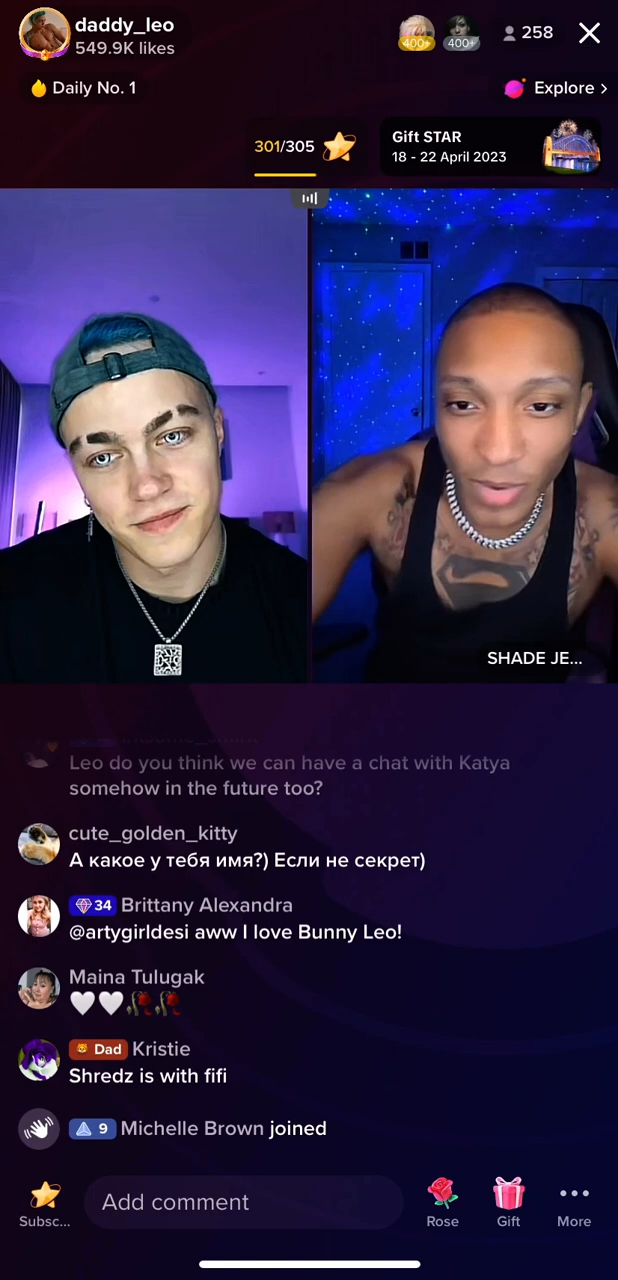 daddy_leo
549.9K likes
400+
400+
258
Daily No. 1
Explore
301/305
Gift STAR
18 - 22 April 2023
SHADE JE...
Leo do you think we can have a chat with Katya
somehow in the future too?
cute_golden_kitty
А какое у тебя имя?) Если не секрет)
34 Brittany Alexandra
@artygirldesi aww I love Bunny Leo!
Maina Tulugak
🤍🤍🥀🥀
Dad Kristie
Shredz is with fifi
9 Michelle Brown joined
Add comment
Subsc...
Rose
Gift
More